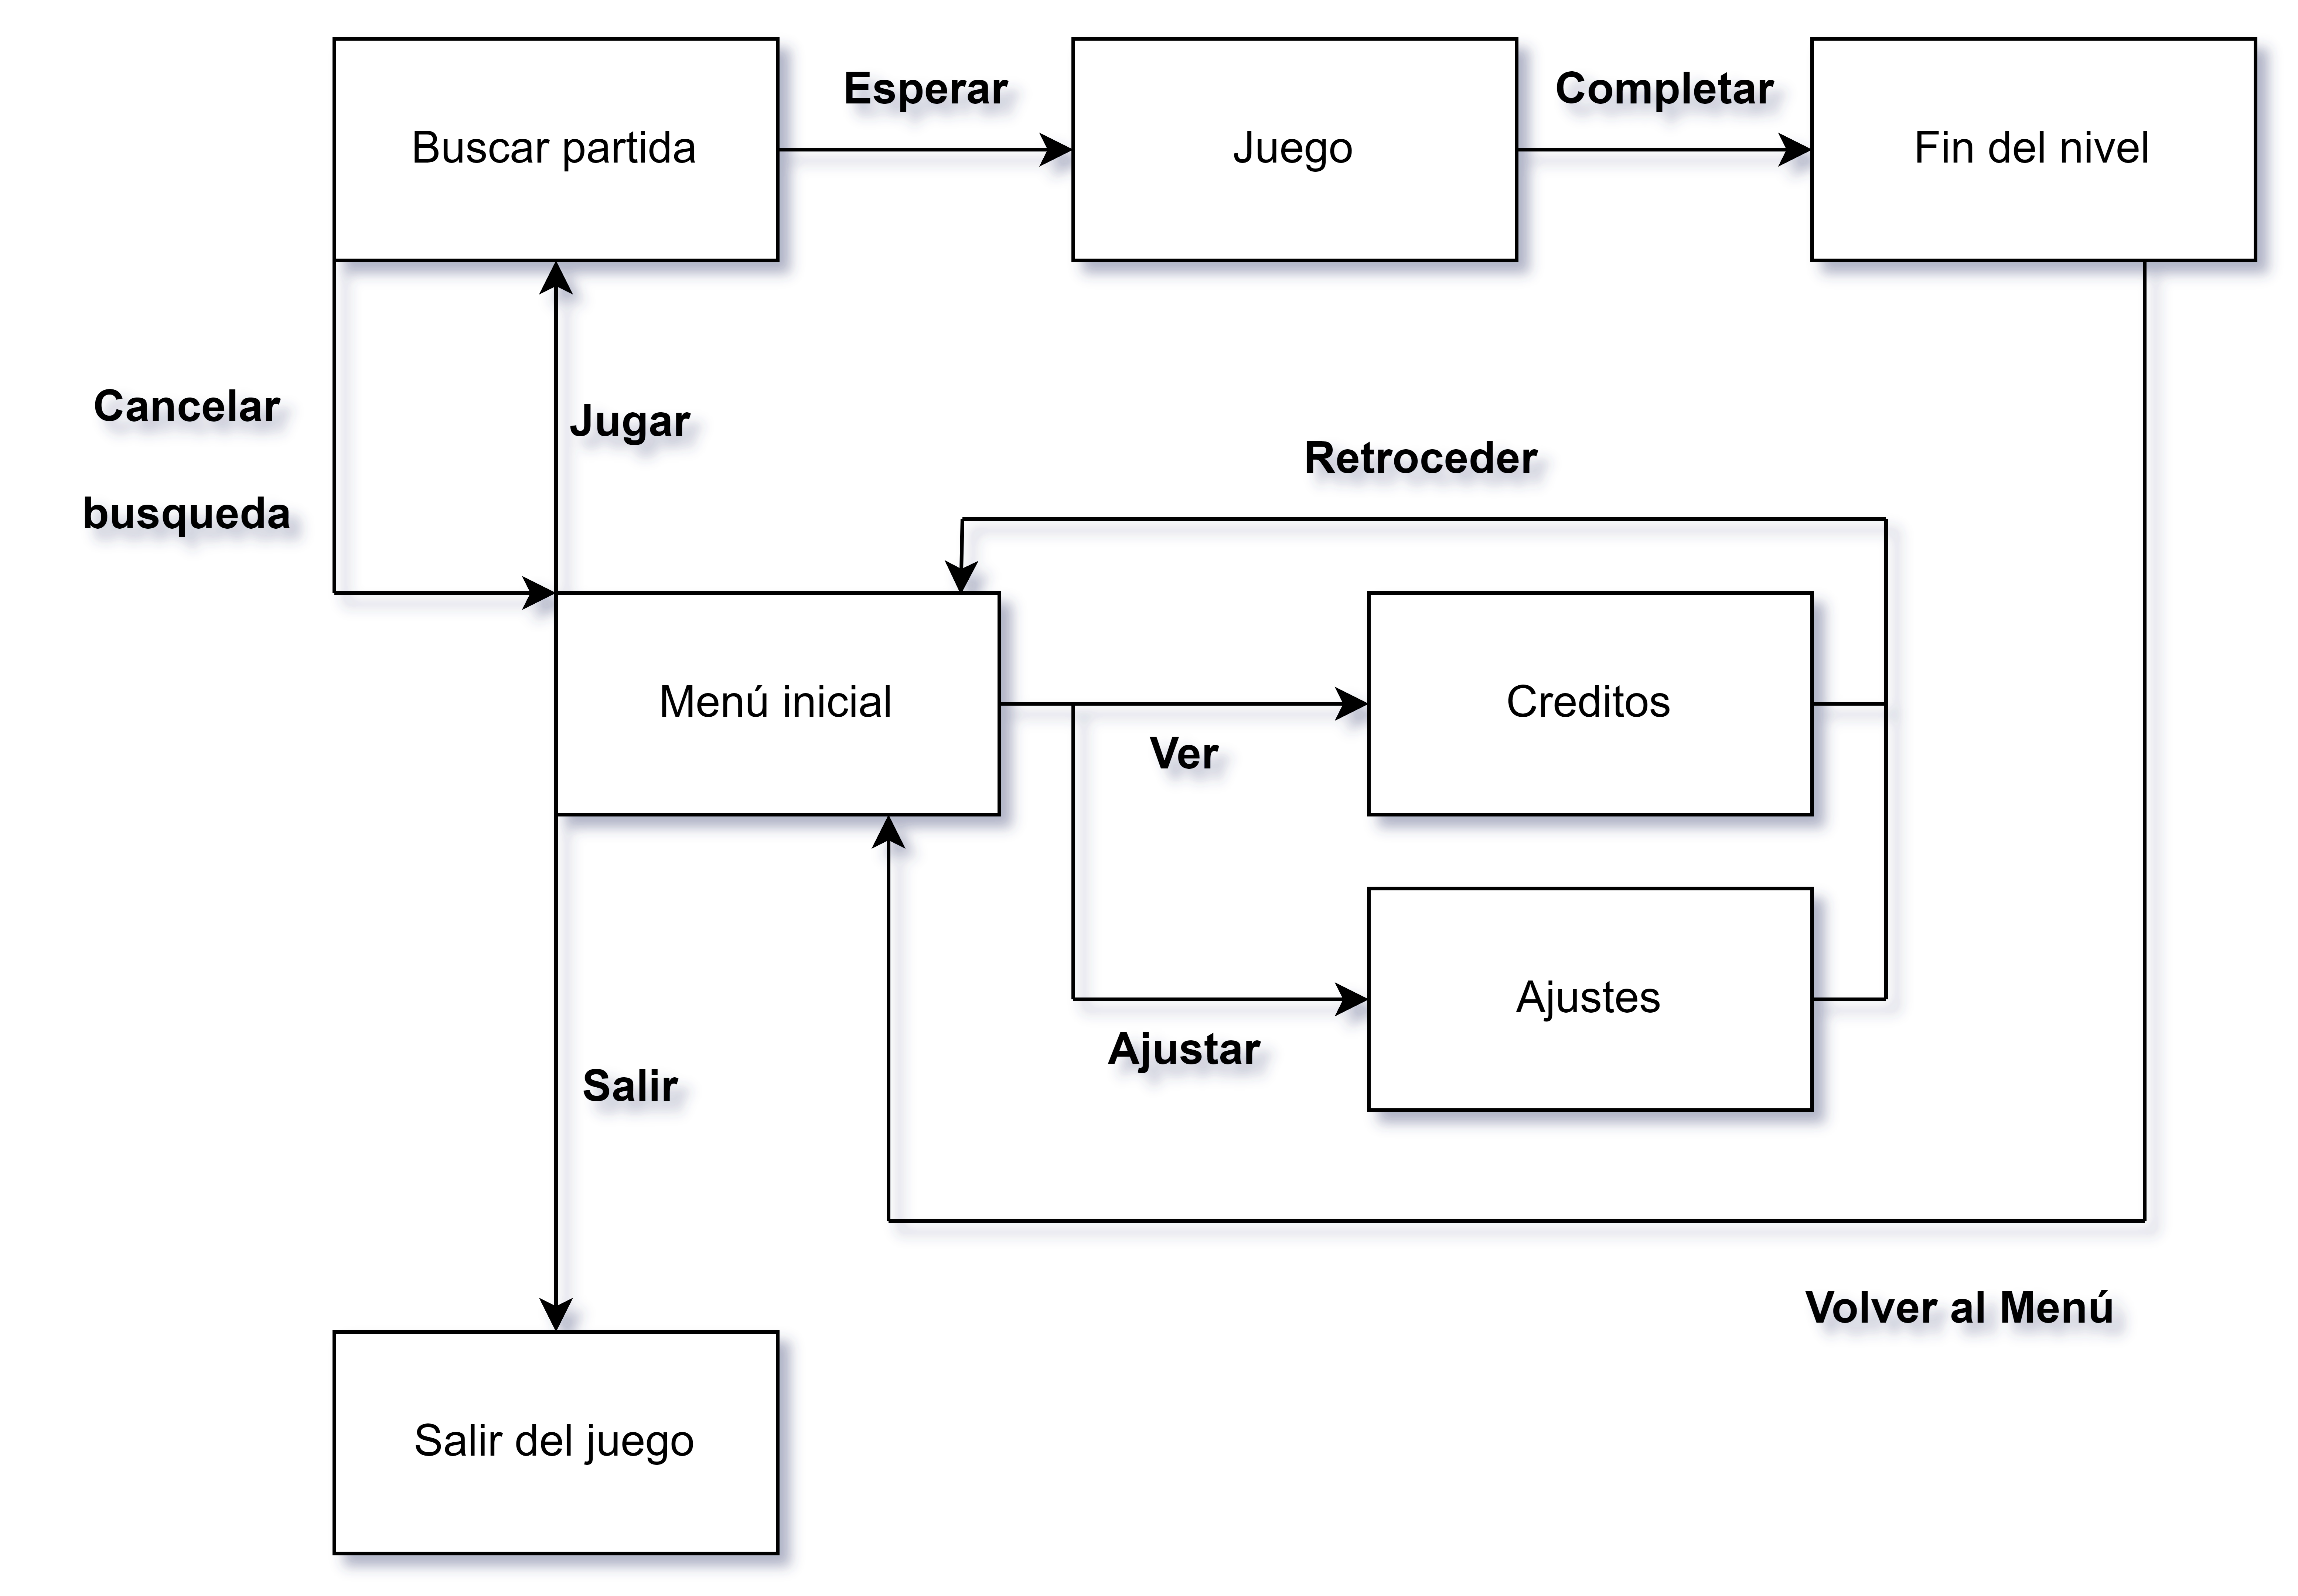 Buscar partida
Esperar
Juego
Completar
Fin del nivel
Cancelar
busqueda
Jugar
Retroceder
Menú inicial
Ver
Creditos
Ajustar
Ajustes
Salir
Volver al Menú
Salir del juego